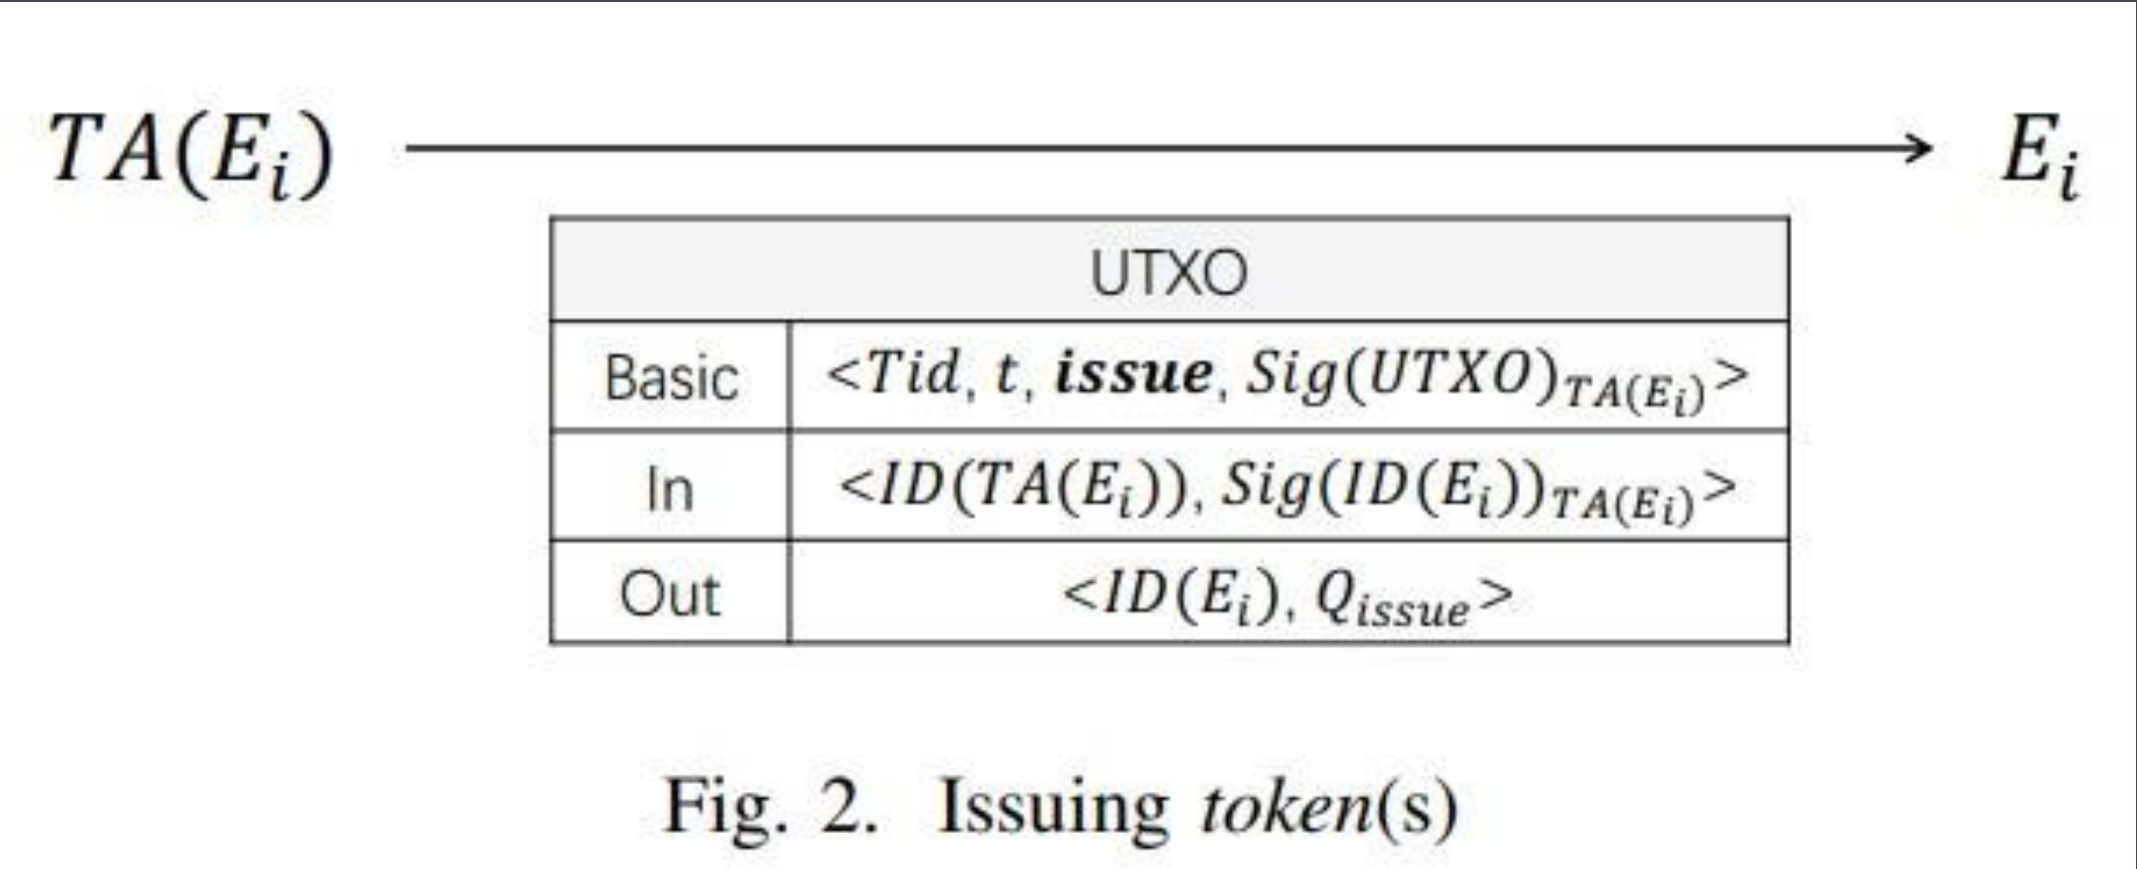 TA(E_i) E_i
UTXO
Basic <Tid, t, issue, Sig(UTXO)_{TA(E_i)}>
In <ID(TA(E_i)), Sig(ID(E_i))_{TA(E_i)}>
Out <ID(E_i), Q_{issue}>
Fig. 2. Issuing token(s)